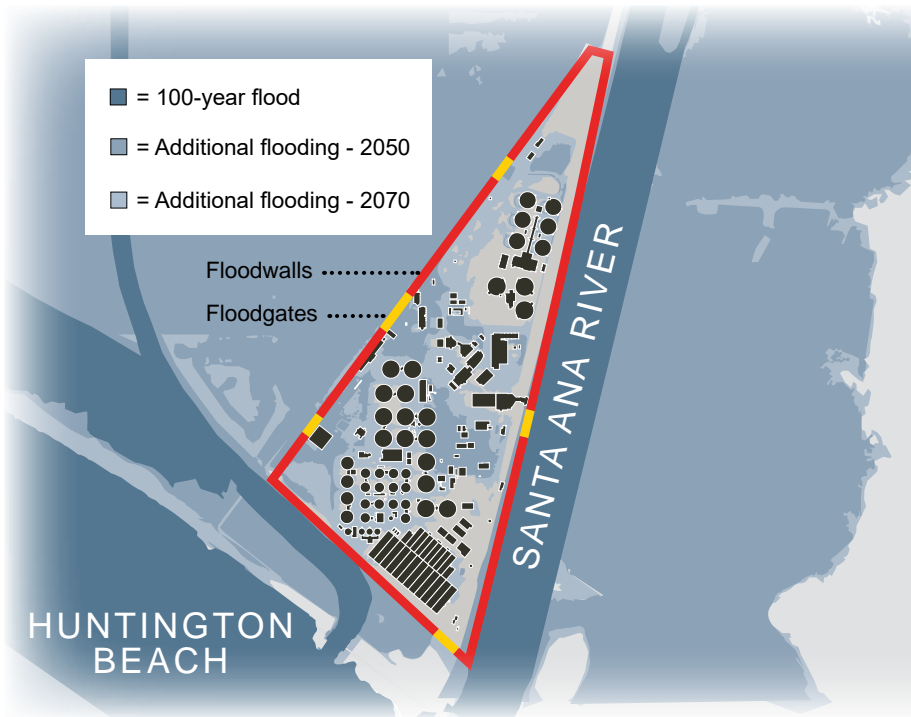 = 100-year flood
= Additional flooding - 2050
= Additional flooding - 2070
Floodwalls
Floodgates
SANTA ANA RIVER
HUNTINGTON
BEACH